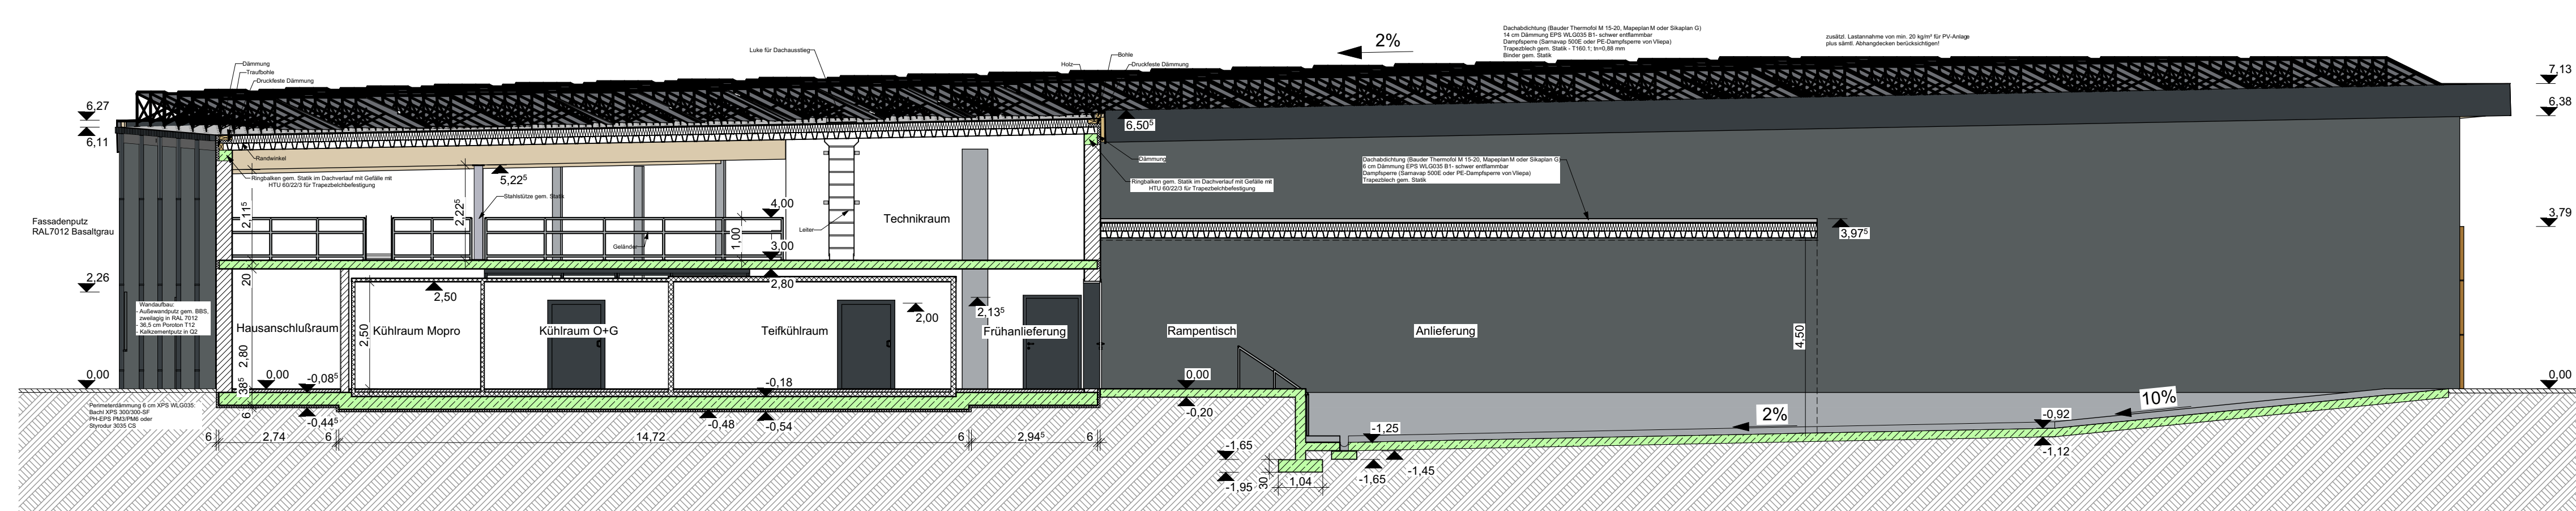 Dachabdichtung (Bauder Thermofol M 15-20, Mapeplan M oder Sikaplan G)
14 cm Dämmung EPS WLG035 B1- schwer entflammbar
Dampfsperre (Sarnavap 500E oder PE-Dampfsperre von Vliepa)
Trapezblech gem. Statik - T160.1; tn=0,88 mm
Binder gem. Statik
zusätzl. Lastannahme von min. 20 kg/m² für PV-Anlage
plus sämtl. Abhangdecken berücksichtigen!
2%
Luke für Dachausstieg
Bohle
Holz
Druckfeste Dämmung
Dämmung
Traufbohle
Druckfeste Dämmung
7,13
6,38
6,27
6,11
6,50⁵
Randwinkel
Dämmung
Dachabdichtung (Bauder Thermofol M 15-20, Mapeplan M oder Sikaplan G)
6 cm Dämmung EPS WLG035 B1- schwer entflammbar
Dampfsperre (Sarnavap 500E oder PE-Dampfsperre von Vliepa)
Trapezblech gem. Statik
Ringbalken gem. Statik im Dachverlauf mit Gefälle mit
HTU 60/22/3 für Trapezbelchbefestigung
5,22⁵
Ringbalken gem. Statik im Dachverlauf mit Gefälle mit
HTU 60/22/3 für Trapezbelchbefestigung
Stahlstütze gem. Statik
2,11⁵
2,22⁵
4,00
Technikraum
Fassadenputz
RAL7012 Basaltgrau
Leiter
1,00
Geländer
3,00
3,97⁵
3,79
2,26
20
2,80
2,50
Wandaufbau:
- Außewandputz gem. BBS,
zweilagig in RAL 7012
- 36,5 cm Poroton T12
- Kalkzementputz in Q2
2,00
2,13⁵
Hausanschlußraum
Kühlraum Mopro
Kühlraum O+G
Teifkühlraum
Frühanlieferung
Rampentisch
Anlieferung
2,50
2,80
4,50
0,00
0,00
-0,08⁵
-0,18
0,00
0,00
38⁵
6
Perimeterdämmung 6 cm XPS WLG035:
Bachl XPS 300/300-SF
PH-EPS PM3/PM6 oder
Styrodur 3035 CS
-0,44⁵
-0,48
-0,54
-0,20
10%
2%
-0,92
-1,12
-1,25
-1,45
6
2,74
6
14,72
6
2,94⁵
6
-1,65
-1,65
-1,95
30
1,04